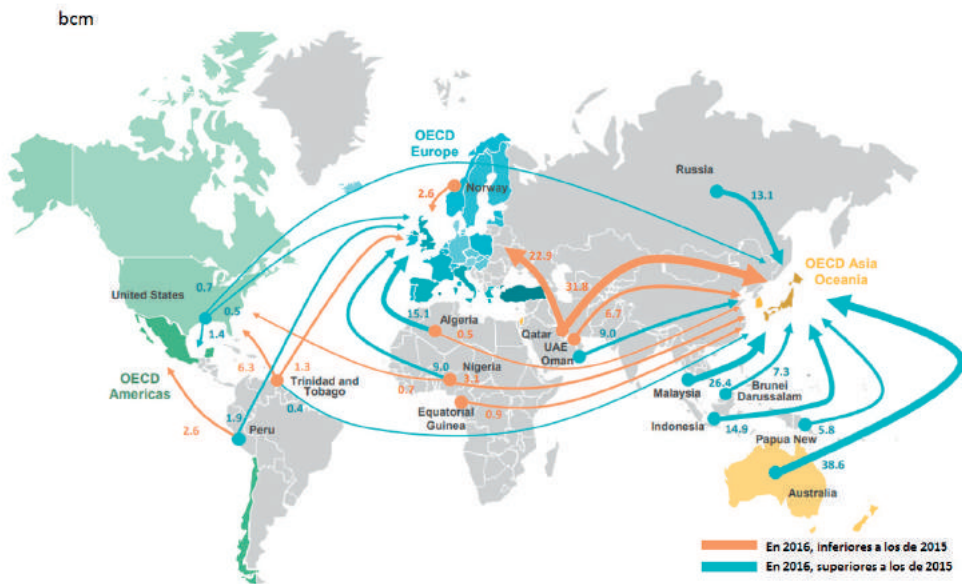 bcm
OECD
Europe
Norway
2.6
Russia
13.1
OECD Asia
Oceania
22.9
31.8
6.7
United States
0.7
0.5
1.4
15.1
Algeria
0.5
Qatar
UAE
Oman
9.0
OECD
Americas
6.3
1.3
Trinidad and
Tobago
0.4
9.0
Nigeria
3.1
0.7
Equatorial
Guinea
0.9
Malaysia
26.4
7.3
Brunei
Darussalam
Indonesia
14.9
5.8
Papua New
2.6
1.9
Peru
38.6
Australia
En 2016, inferiores a los de 2015
En 2016, superiores a los de 2015